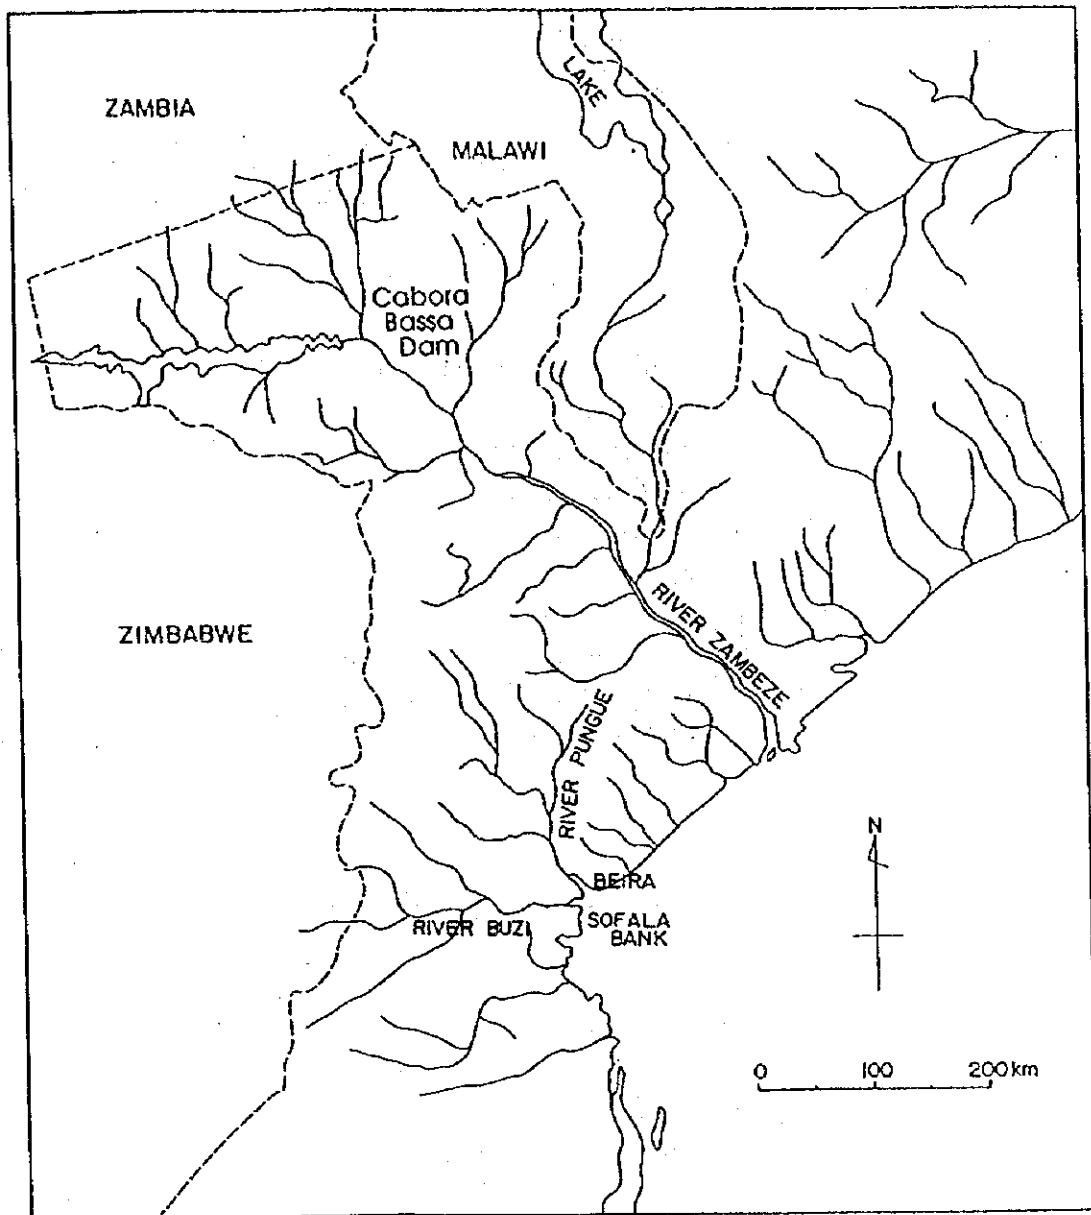 ZAMBIA
MALAWI
LAKE
Cabora
Bassa
Dam
ZIMBABWE
RIVER ZAMBEZE
RIVER PUNGUE
BEIRA
RIVER BUZI
SOFALA
BANK
N
0 100 200 km